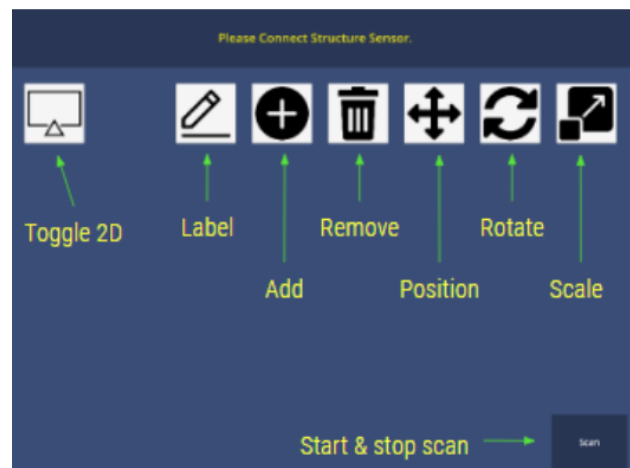 Please Connect Structure Sensor.
Toggle 2D
Label
Remove
Rotate
Add
Position
Scale
Start & stop scan
Scan